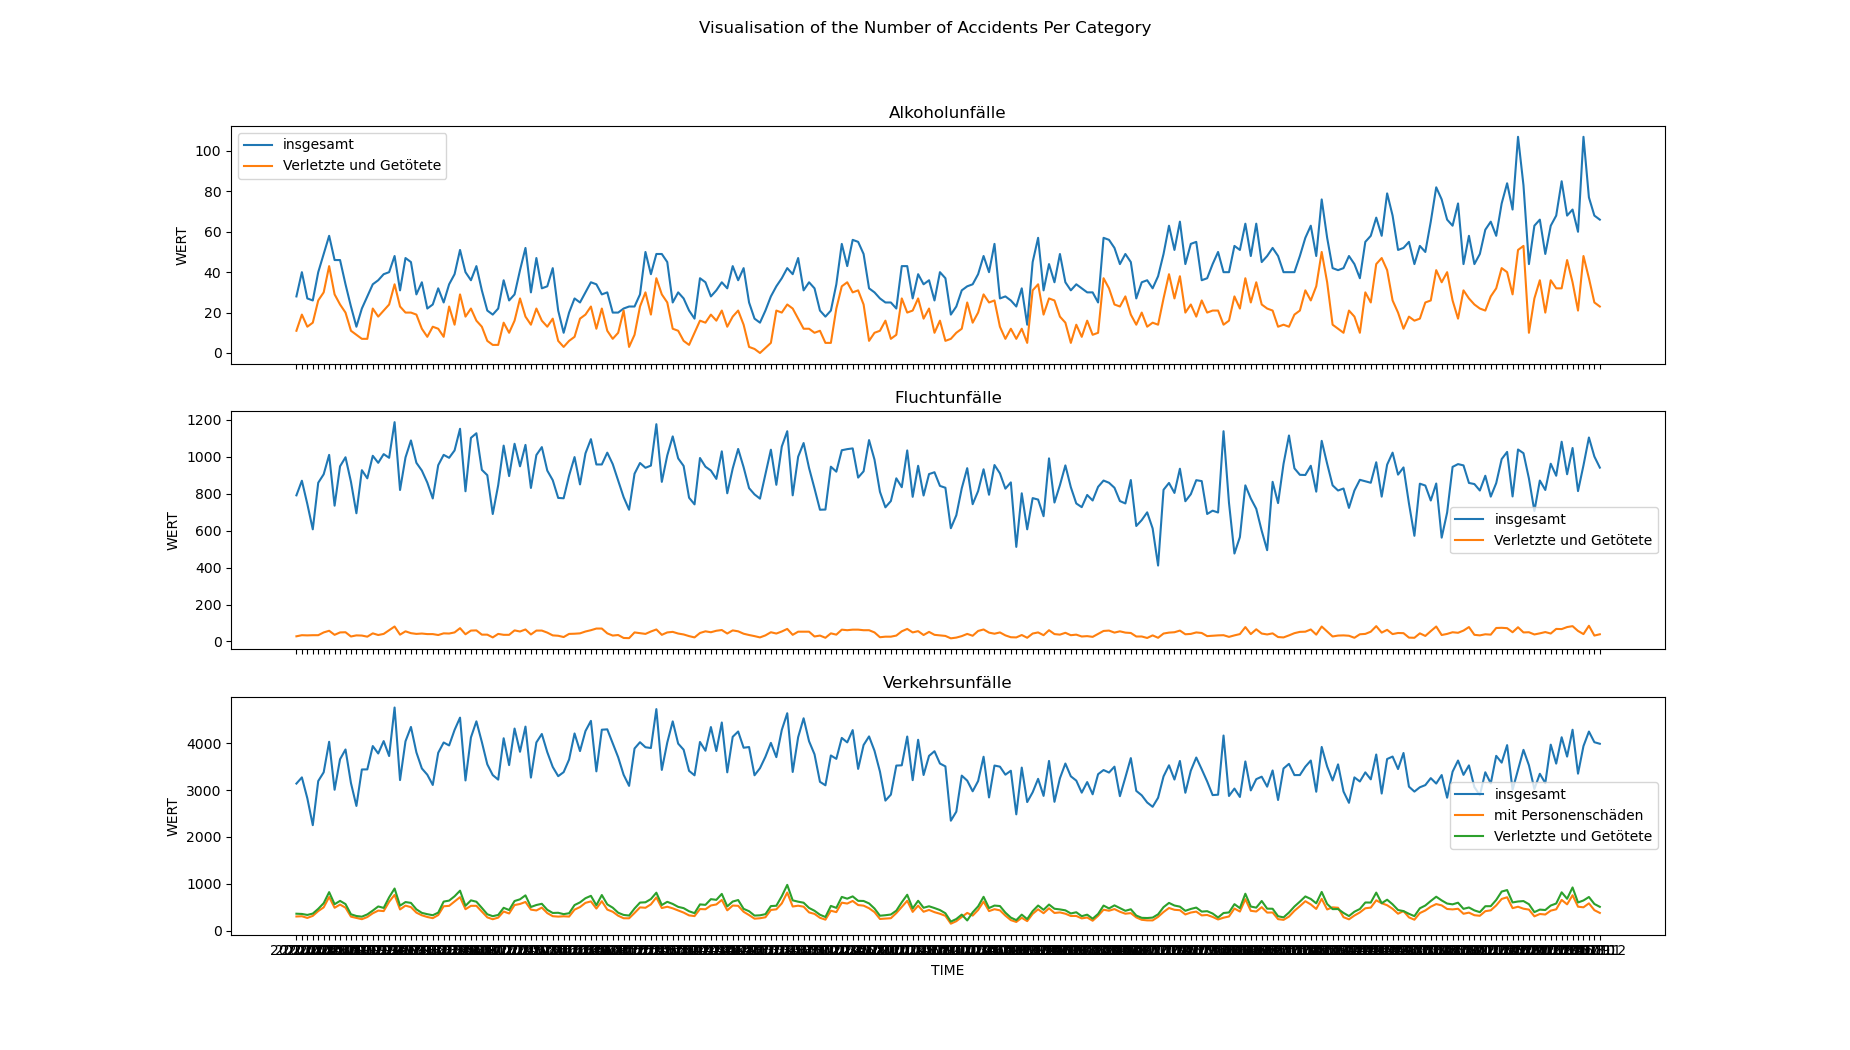 Visualisation of the Number of Accidents Per Category
Alkoholunfälle
insgesamt
Verletzte und Getötete
WERT
100
80
60
40
20
0
Fluchtunfälle
1200
1000
800
600
400
200
0
WERT
insgesamt
Verletzte und Getötete
Verkehrsunfälle
4000
3000
2000
1000
0
WERT
insgesamt
mit Personenschäden
Verletzte und Getötete
TIME